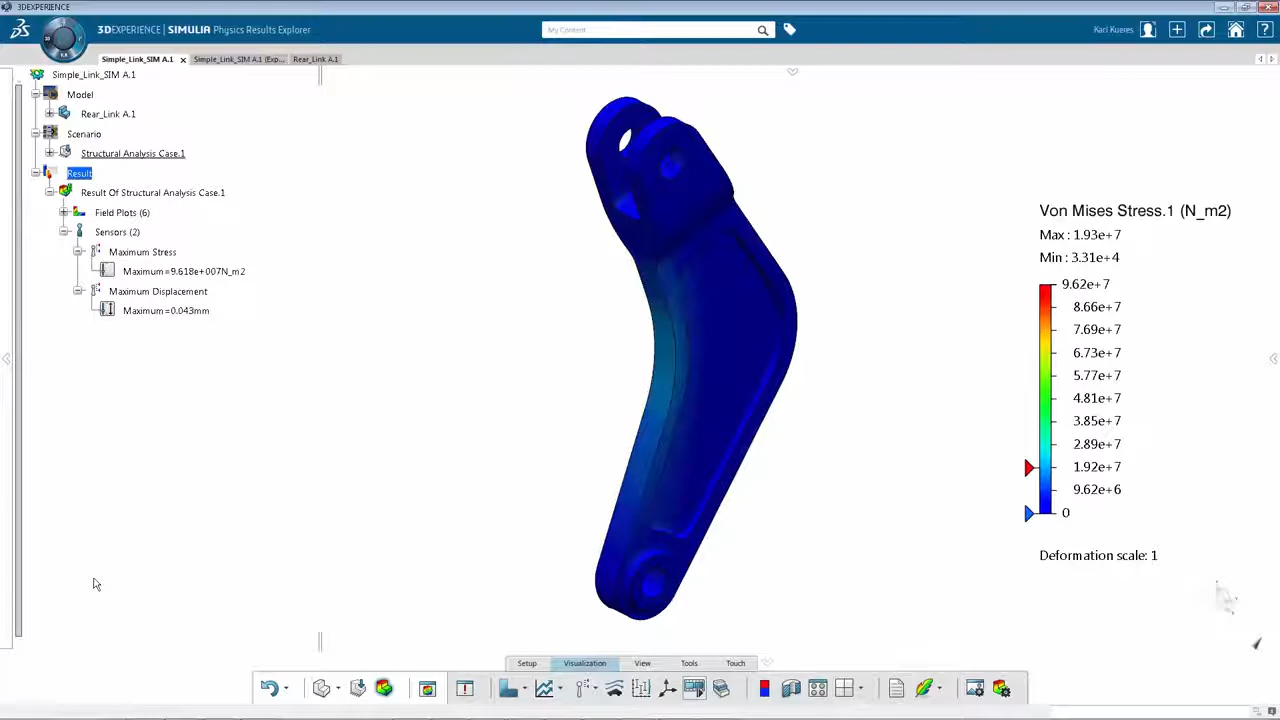 3DEXPERIENCE
3DEXPERIENCE | SIMULIA Physics Results Explorer
My Content
Karl Kueres
Simple_Link_SIM A.1
Simple_Link_SIM A.1 (Exp...
Rear_Link A.1
Simple_Link_SIM A.1
Model
Rear_Link A.1
Scenario
Structural Analysis Case.1
Result
Result Of Structural Analysis Case.1
Field Plots (6)
Sensors (2)
Maximum Stress
Maximum=9.618e+007N_m2
Maximum Displacement
Maximum=0.043mm
Von Mises Stress.1 (N_m2)
Max : 1.93e+7
Min : 3.31e+4
9.62e+7
8.66e+7
7.69e+7
6.73e+7
5.77e+7
4.81e+7
3.85e+7
2.89e+7
1.92e+7
9.62e+6
0
Deformation scale: 1
Setup
Visualization
View
Tools
Touch